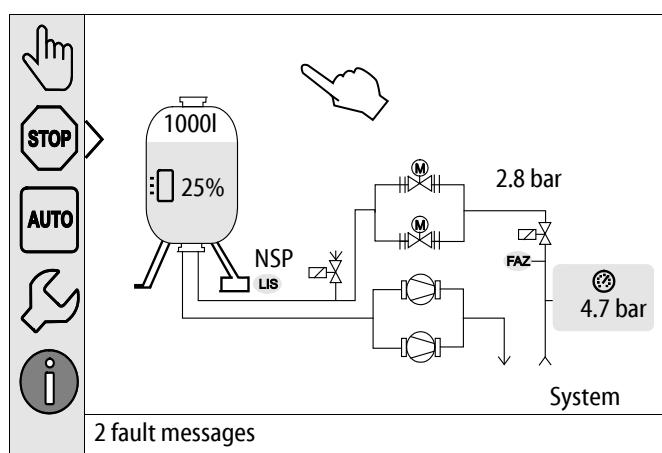 STOP
AUTO
1000l
25%
NSP
LIS
M
M
2.8 bar
FAZ
4.7 bar
System
2 fault messages